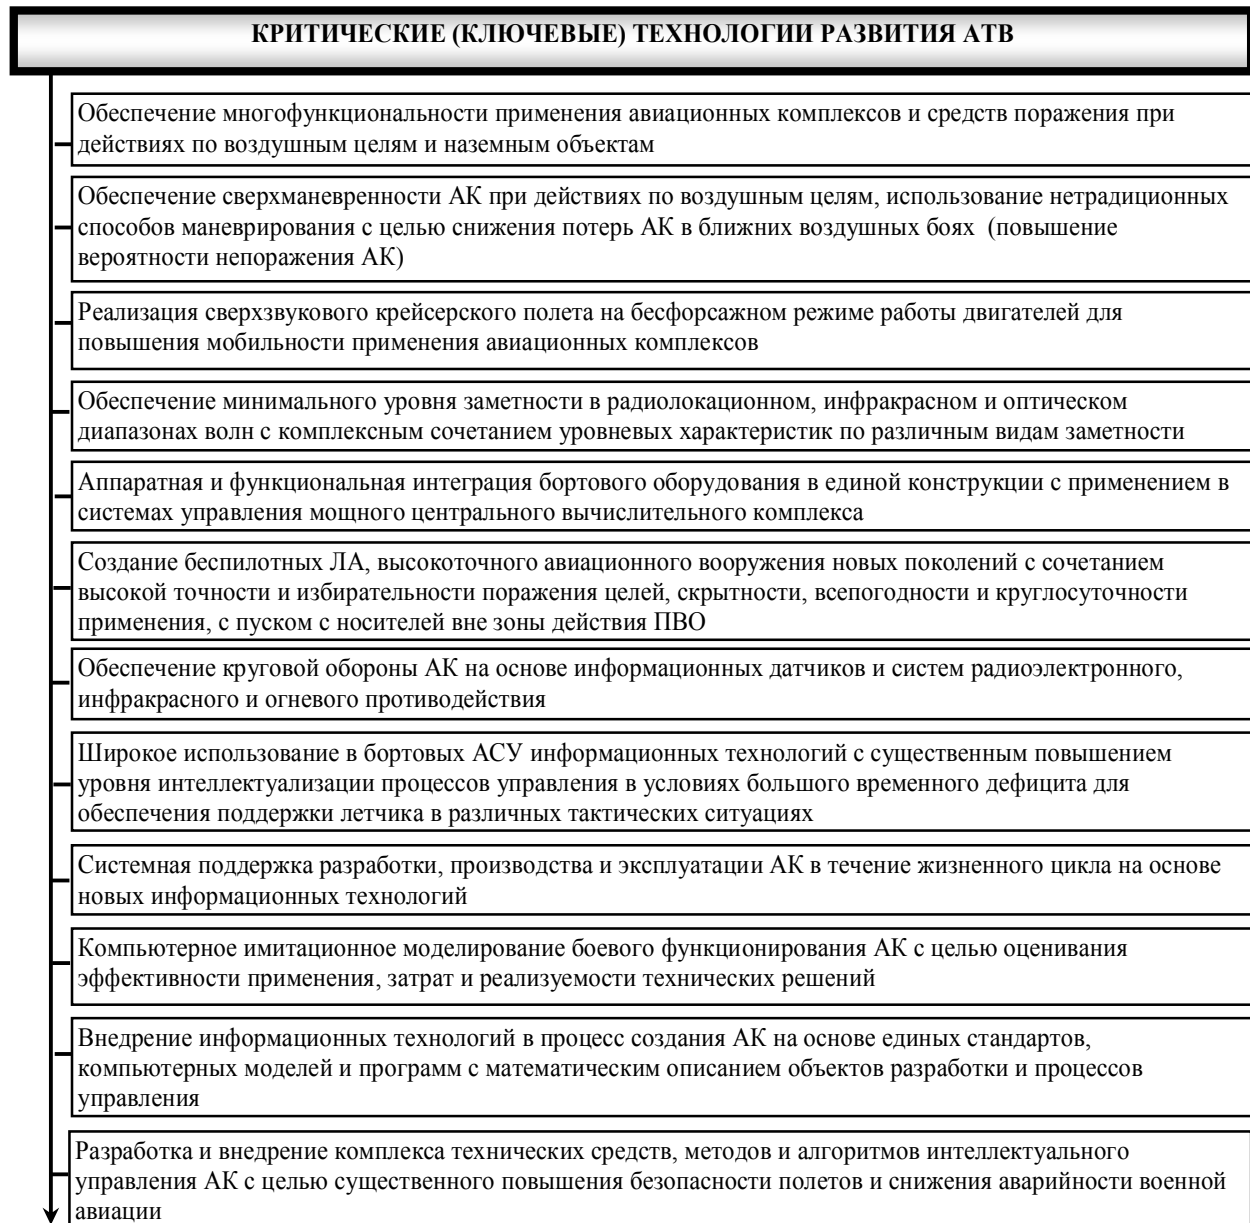 КРИТИЧЕСКИЕ (КЛЮЧЕВЫЕ) ТЕХНОЛОГИИ РАЗВИТИЯ АТВ
Обеспечение многофункциональности применения авиационных комплексов и средств поражения при
действиях по воздушным целям и наземным объектам
Обеспечение сверхманевренности АК при действиях по воздушным целям, использование нетрадиционных
способов маневрирования с целью снижения потерь АК в ближних воздушных боях (повышение
вероятности непоражения АК)
Реализация сверхзвукового крейсерского полета на бесфорсажном режиме работы двигателей для
повышения мобильности применения авиационных комплексов
Обеспечение минимального уровня заметности в радиолокационном, инфракрасном и оптическом
диапазонах волн с комплексным сочетанием уровневых характеристик по различным видам заметности
Аппаратная и функциональная интеграция бортового оборудования в единой конструкции с применением в
системах управления мощного центрального вычислительного комплекса
Создание беспилотных ЛА, высокоточного авиационного вооружения новых поколений с сочетанием
высокой точности и избирательности поражения целей, скрытности, всепогодности и круглосуточности
применения, с пуском с носителей вне зоны действия ПВО
Обеспечение круговой обороны АК на основе информационных датчиков и систем радиоэлектронного,
инфракрасного и огневого противодействия
Широкое использование в бортовых АСУ информационных технологий с существенным повышением
уровня интеллектуализации процессов управления в условиях большого временного дефицита для
обеспечения поддержки летчика в различных тактических ситуациях
Системная поддержка разработки, производства и эксплуатации АК в течение жизненного цикла на основе
новых информационных технологий
Компьютерное имитационное моделирование боевого функционирования АК с целью оценивания
эффективности применения, затрат и реализуемости технических решений
Внедрение информационных технологий в процесс создания АК на основе единых стандартов,
компьютерных моделей и программ с математическим описанием объектов разработки и процессов
управления
Разработка и внедрение комплекса технических средств, методов и алгоритмов интеллектуального
управления АК с целью существенного повышения безопасности полетов и снижения аварийности военной
авиации